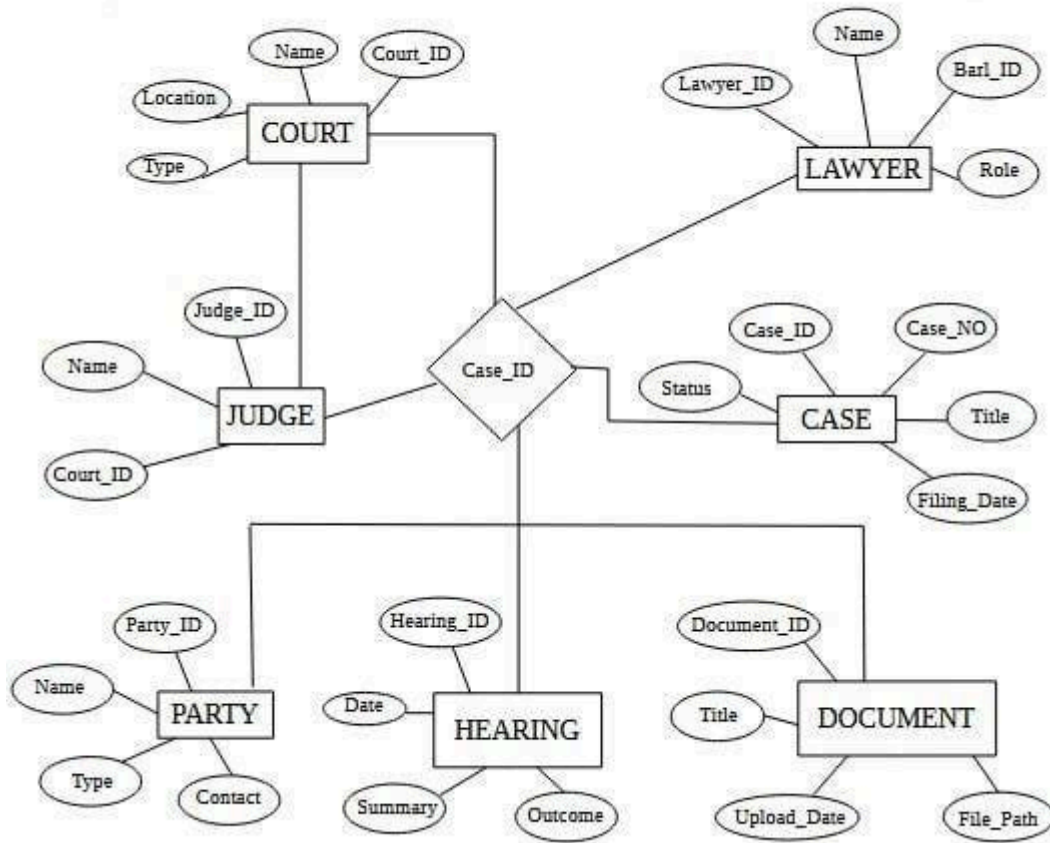 Name
Court_ID
Location
COURT
Type
Name
Lawyer_ID
Barl_ID
LAWYER
Role
Judge_ID
Name
JUDGE
Court_ID
Case_ID
Case_ID
Case_NO
Status
CASE
Title
Filing_Date
Party_ID
Name
PARTY
Type
Contact
Hearing_ID
Date
HEARING
Summary
Outcome
Document_ID
Title
DOCUMENT
Upload_Date
File_Path